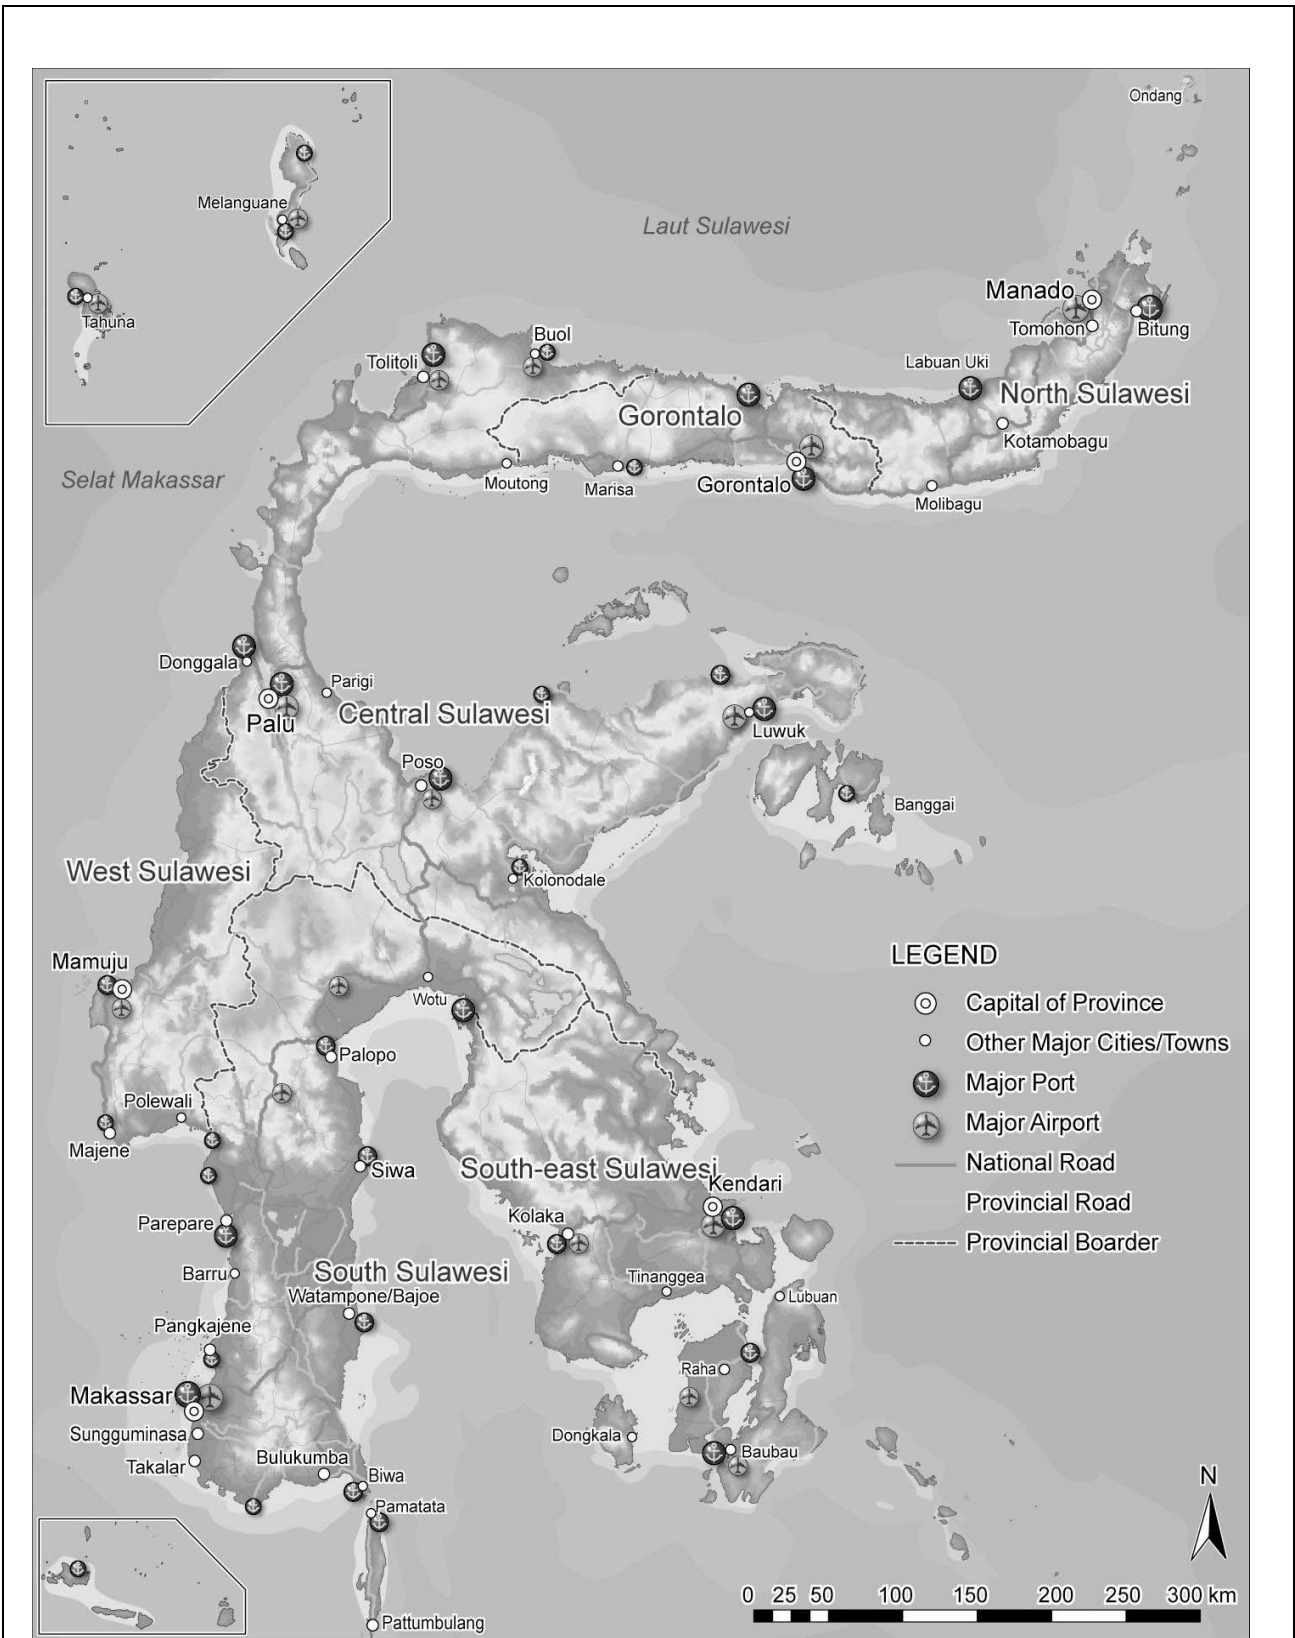 Ondang
Melanguane
Laut Sulawesi
Manado
Tahuna
Tomohon
Bitung
Buol
Tolitoli
Labuan Uki
North Sulawesi
Gorontalo
Kotamobagu
Selat Makassar
Moutong
Marisa
Gorontalo
Molibagu
Donggala
Parigi
Central Sulawesi
Palu
Luwuk
Poso
Banggai
West Sulawesi
Kolonodale
LEGEND
Capital of Province
Other Major Cities/Towns
Major Port
Major Airport
National Road
Provincial Road
Provincial Boarder
Mamuju
Wotu
Palopo
Polewali
Majene
Siwa
South-east Sulawesi
Kendari
Parepare
Kolaka
Barru
South Sulawesi
Tinanggea
Watampone/Bajoe
Lubuan
Pangkajene
Raha
Makassar
Sungguminasa
Dongkala
Baubau
Takalar
Bulukumba
Biwa
Pamatata
N
0 25 50 100 150 200 250 300 km
Pattumbulang